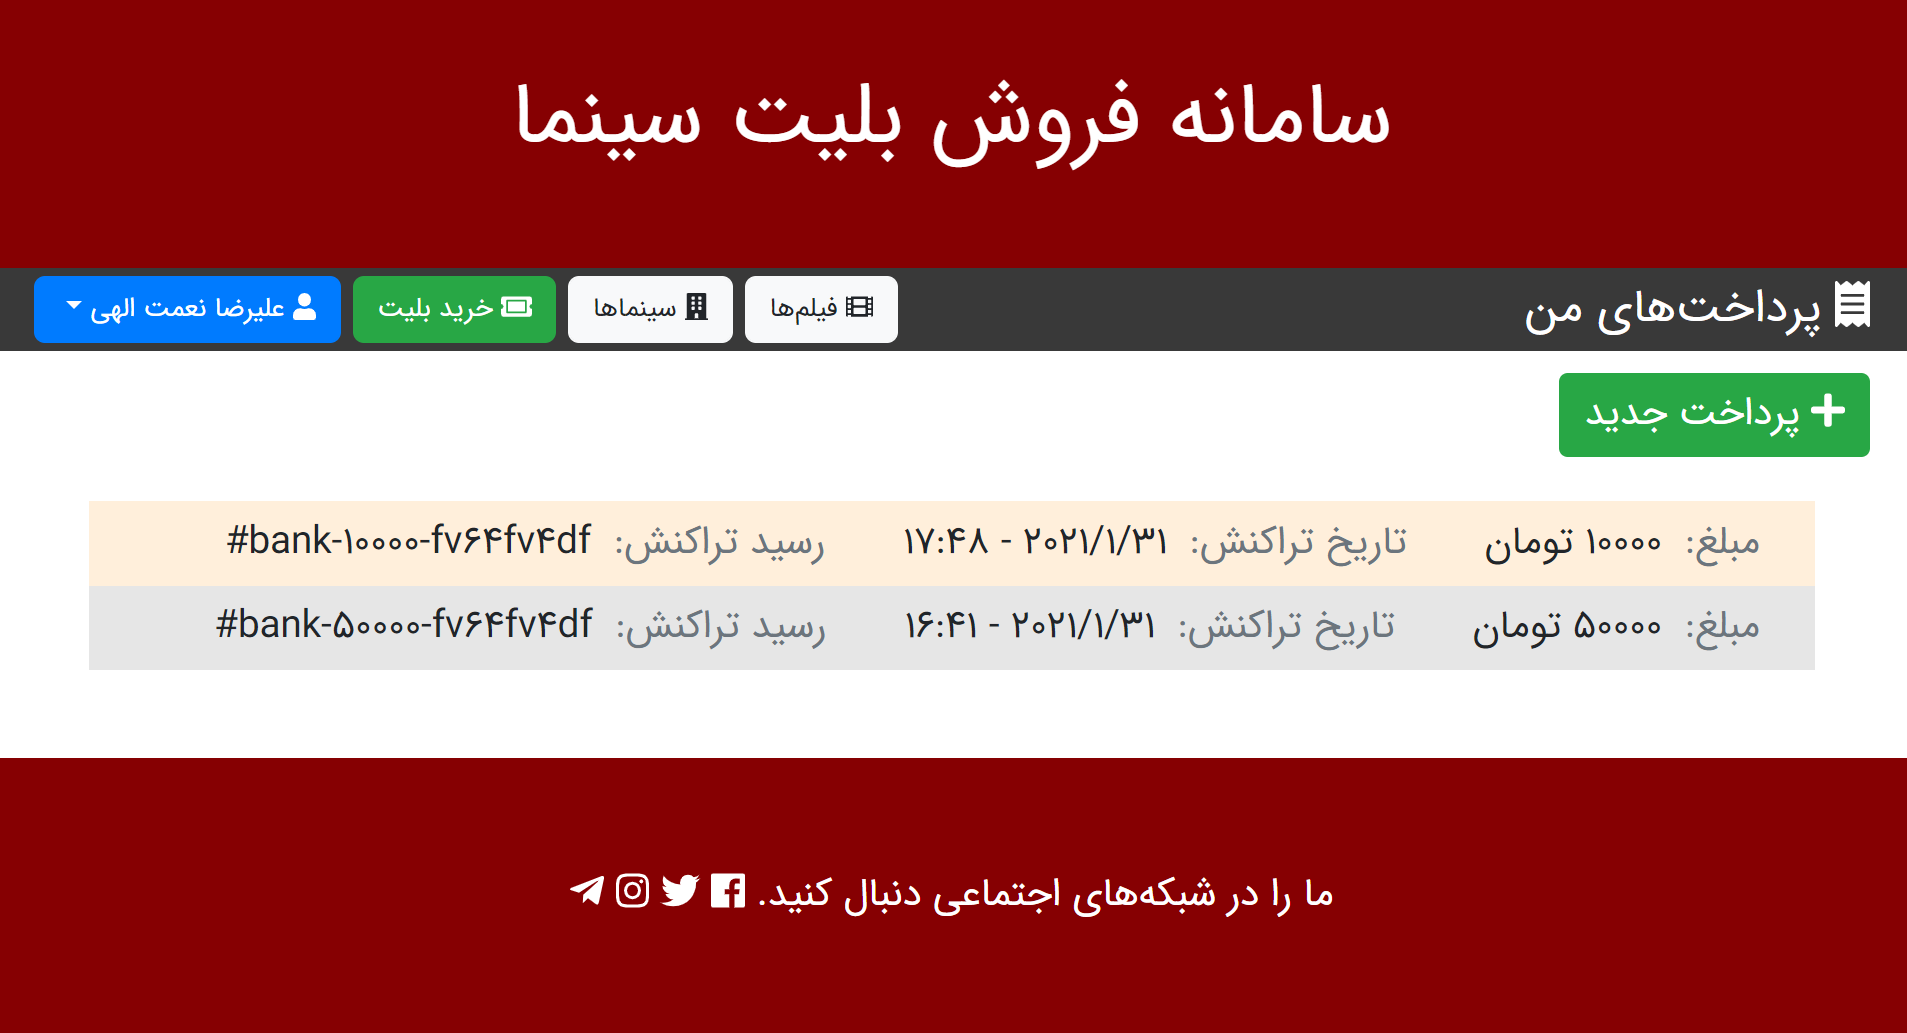 سامانه فروش بلیت سینما
پرداخت‌های من
فیلم‌ها
سینماها
خرید بلیت
علیرضا نعمت الهی
پرداخت جدید
مبلغ: ۱۰۰۰۰ تومان تاریخ تراکنش: ۲۰۲۱/۱/۳۱ - ۱۷:۴۸ رسید تراکنش: #bank-۱۰۰۰۰-fv۶۴fv۴df
مبلغ: ۵۰۰۰۰ تومان تاریخ تراکنش: ۲۰۲۱/۱/۳۱ - ۱۶:۴۱ رسید تراکنش: #bank-۵۰۰۰۰-fv۶۴fv۴df
ما را در شبکه‌های اجتماعی دنبال کنید.